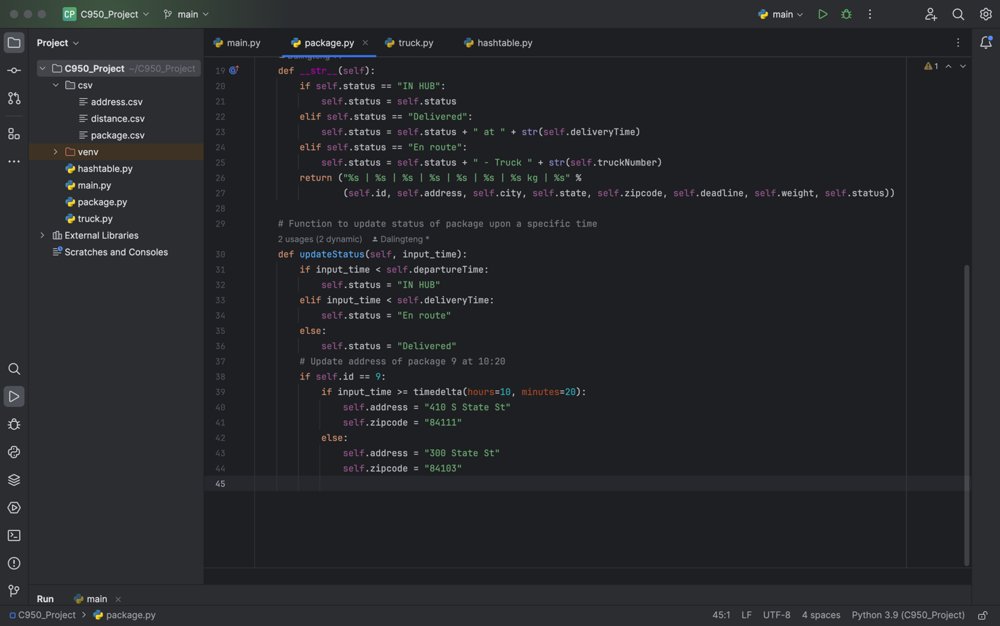 CP C950_Project main main
Project main.py package.py truck.py hashtable.py
C950_Project ~/C950_Project
csv
address.csv
distance.csv
package.csv
venv
hashtable.py
main.py
package.py
truck.py
External Libraries
Scratches and Consoles
1
19 def __str__(self):
20 if self.status == "IN HUB":
21 self.status = self.status
22 elif self.status == "Delivered":
23 self.status = self.status + " at " + str(self.deliveryTime)
24 elif self.status == "En route":
25 self.status = self.status + " - Truck " + str(self.truckNumber)
26 return ("%s | %s | %s | %s | %s | %s | %s kg | %s" %
27 (self.id, self.address, self.city, self.state, self.zipcode, self.deadline, self.weight, self.status))
28
29 # Function to update status of package upon a specific time
2 usages (2 dynamic) Dalingteng *
30 def updateStatus(self, input_time):
31 if input_time < self.departureTime:
32 self.status = "IN HUB"
33 elif input_time < self.deliveryTime:
34 self.status = "En route"
35 else:
36 self.status = "Delivered"
37 # Update address of package 9 at 10:20
38 if self.id == 9:
39 if input_time >= timedelta(hours=10, minutes=20):
40 self.address = "410 S State St"
41 self.zipcode = "84111"
42 else:
43 self.address = "300 State St"
44 self.zipcode = "84103"
45
Run main
C950_Project package.py 45:1 LF UTF-8 4 spaces Python 3.9 (C950_Project)